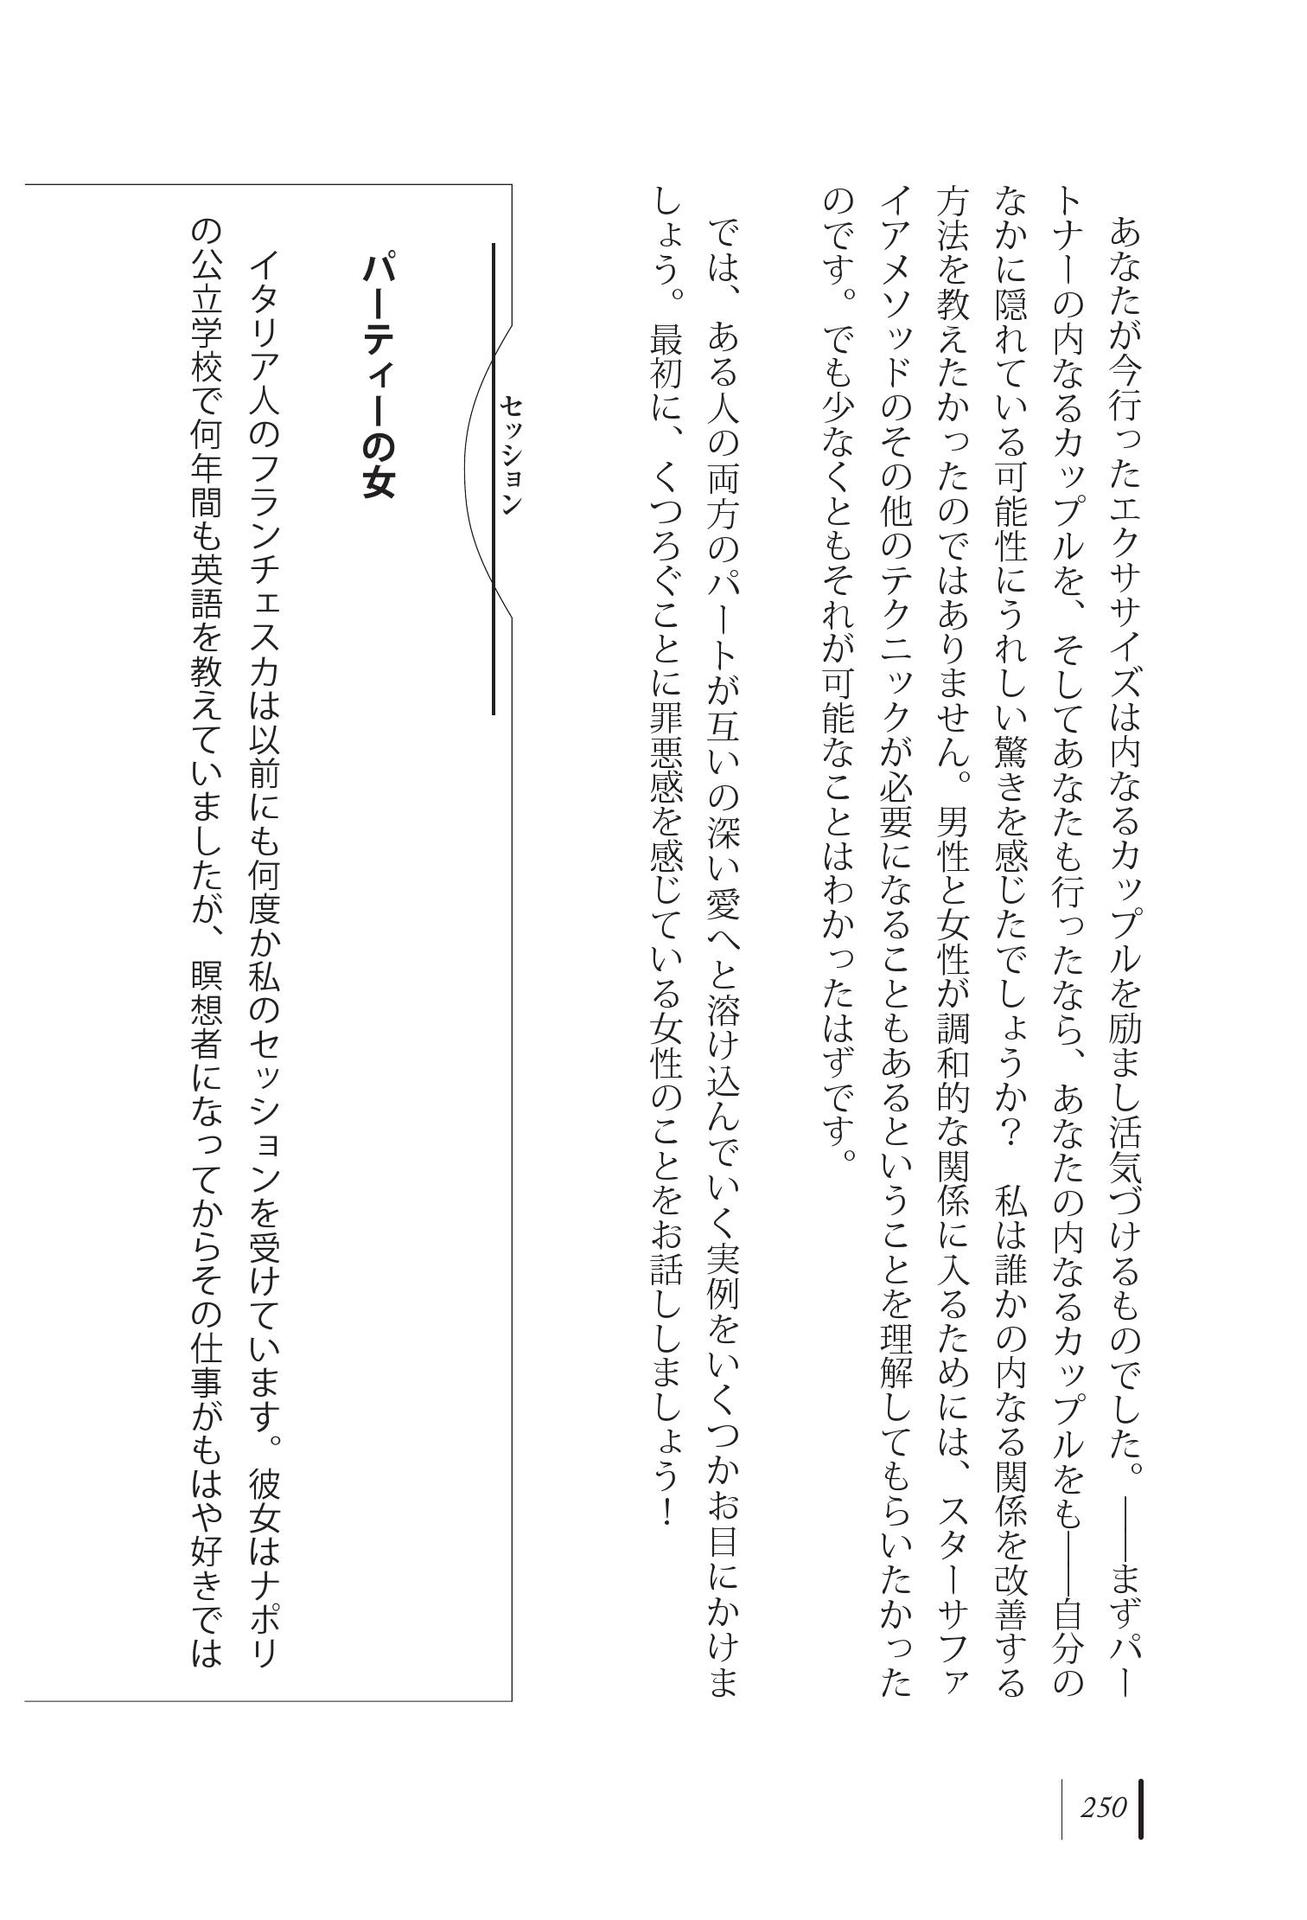 あなたが今行ったエクササイズは内なるカップルを励まし活気づけるものでした。――まずパー
トナーの内なるカップルを、そしてあなたも行ったなら、あなたの内なるカップルをも――自分の
なかに隠れている可能性にうれしい驚きを感じたでしょうか？　私は誰かの内なる関係を改善する
方法を教えたかったのではありません。男性と女性が調和的な関係に入るためには、スターサファ
イアメソッドのその他のテクニックが必要になることもあるということを理解してもらいたかった
のです。でも少なくともそれが可能なことはわかったはずです。
では、ある人の両方のパートが互いの深い愛へと溶け込んでいく実例をいくつかお目にかけま
しょう。最初に、くつろぐことに罪悪感を感じている女性のことをお話ししましょう！
セッション
パーティーの女
イタリア人のフランチェスカは以前にも何度か私のセッションを受けています。彼女はナポリ
の公立学校で何年間も英語を教えていましたが、瞑想者になってからその仕事がもはや好きでは
250